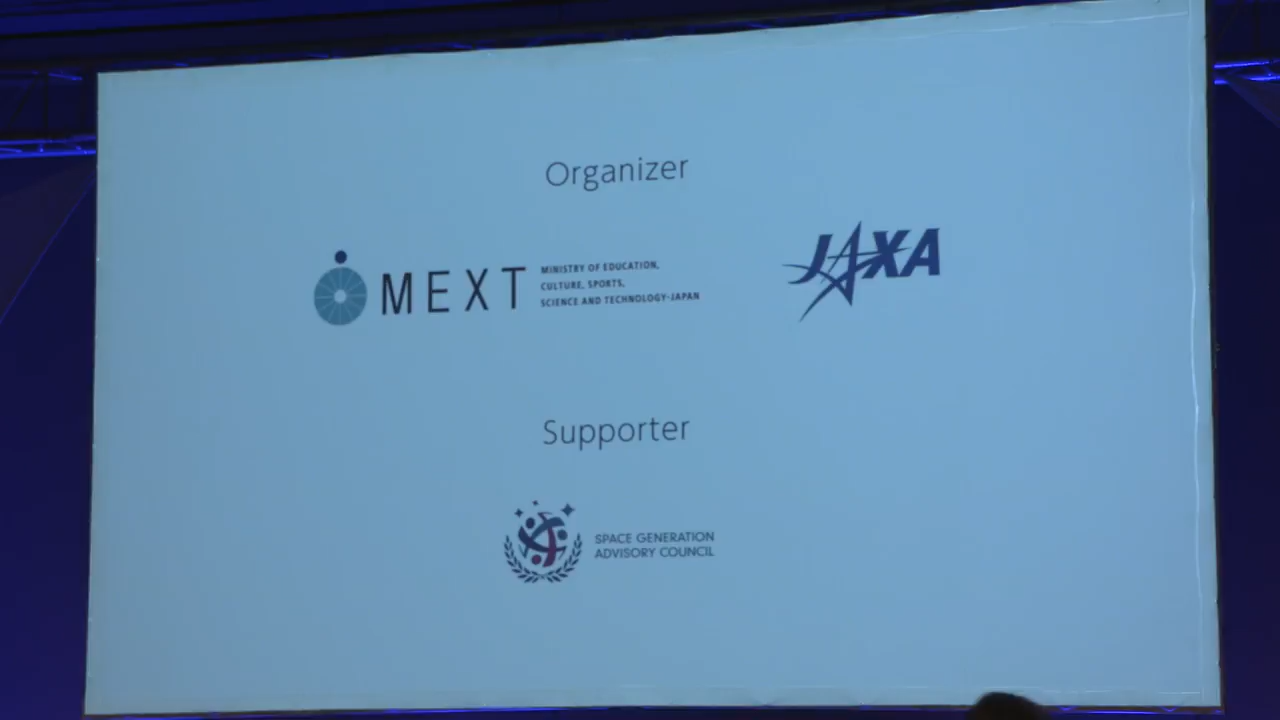 Organizer
MEXT
MINISTRY OF EDUCATION,
CULTURE, SPORTS,
SCIENCE AND TECHNOLOGY-JAPAN
JAXA
Supporter
SPACE GENERATION
ADVISORY COUNCIL